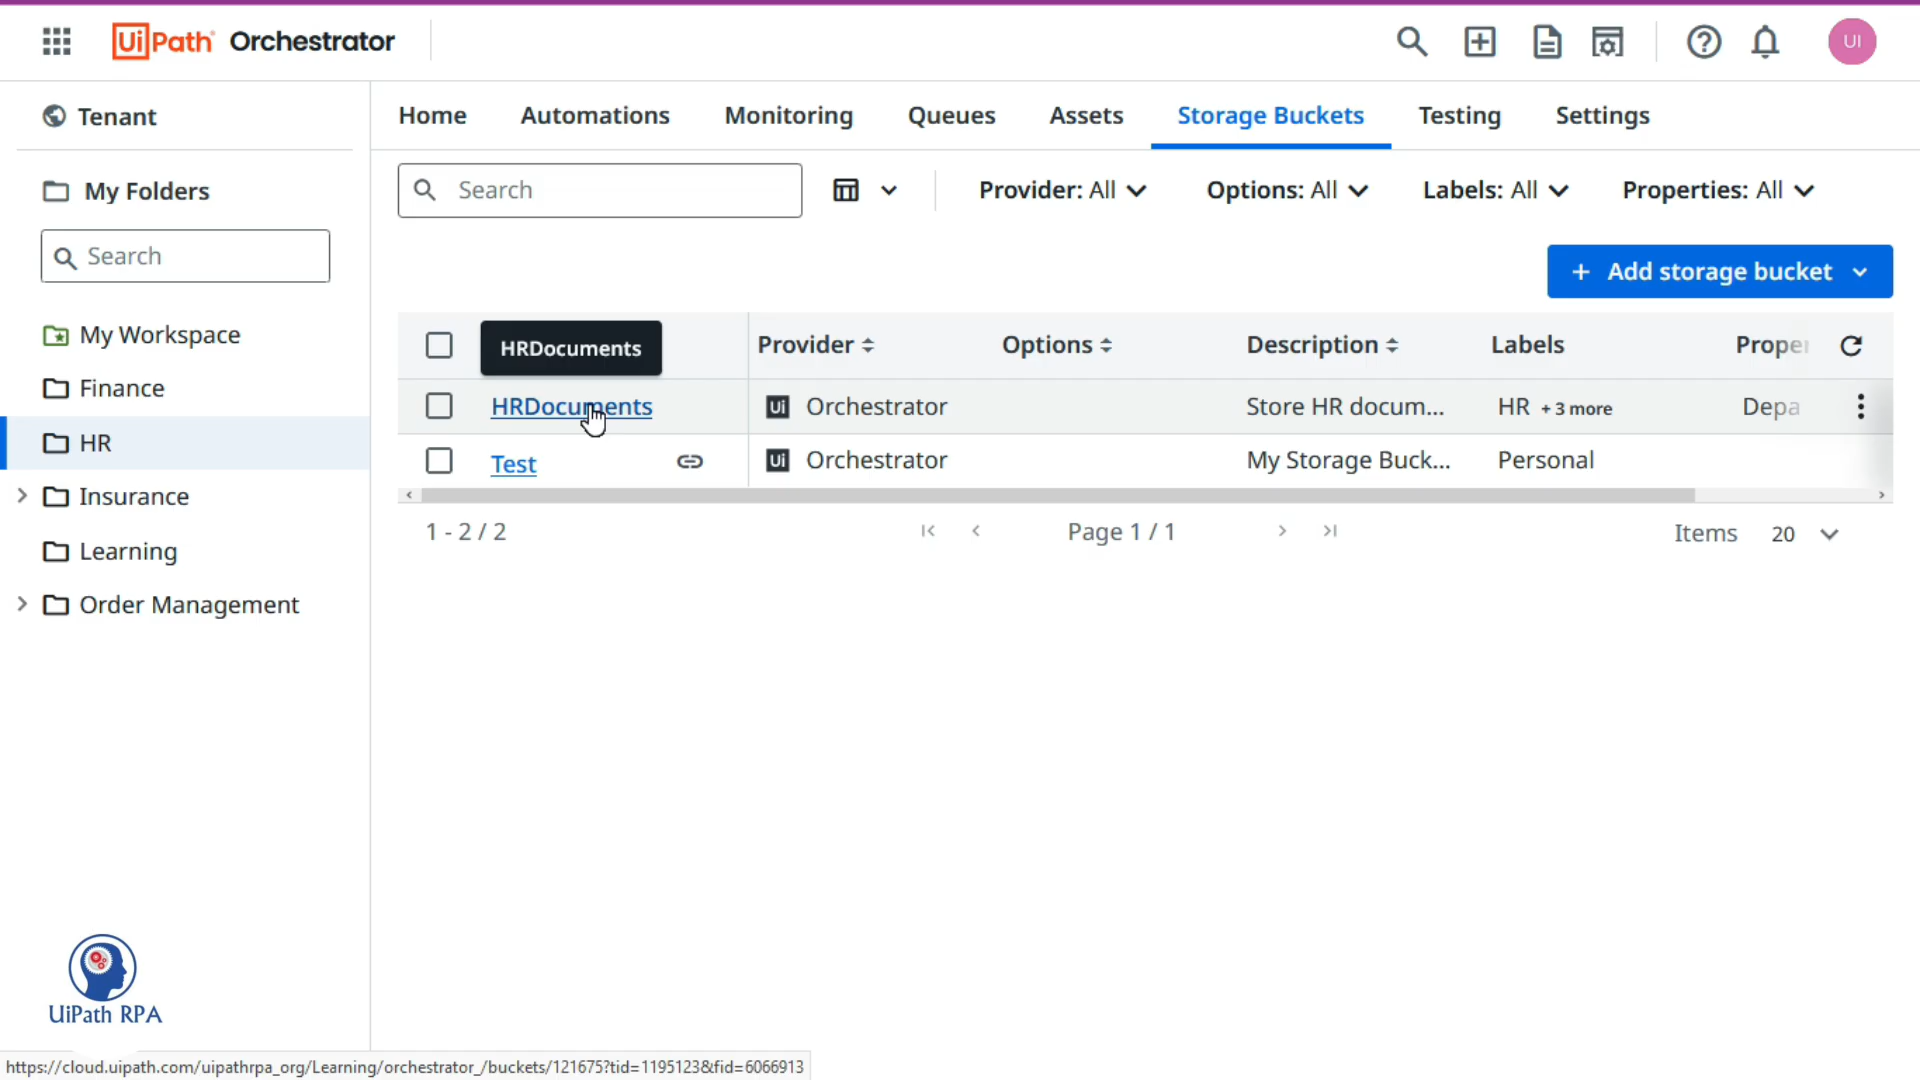 UiPath Orchestrator
UI
Tenant
Home Automations Monitoring Queues Assets Storage Buckets Testing Settings
My Folders
Search
Search
Provider: All Options: All Labels: All Properties: All
Add storage bucket
My Workspace
Finance
HR
Insurance
Learning
Order Management
HRDocuments Provider Options Description Labels Proper
HRDocuments Ui Orchestrator Store HR docum... HR + 3 more Depa
Test Ui Orchestrator My Storage Buck... Personal
1 - 2 / 2 Page 1 / 1 Items 20
UiPath RPA
https://cloud.uipath.com/uipathrpa_org/Learning/orchestrator_/buckets/121675?tid=1195123&fid=6066913